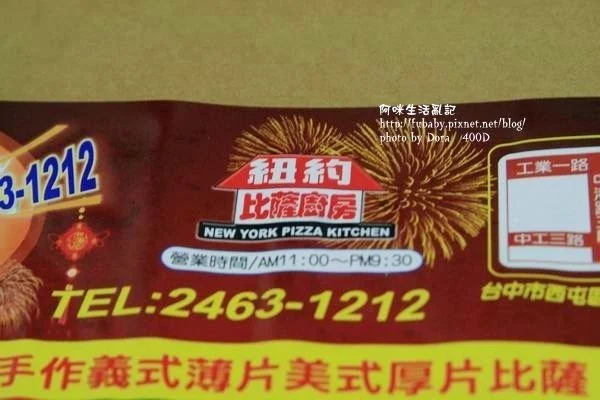 阿咪生活亂記
http://fubaby.pixnet.net/blog/
photo by Dora / 400D
3-1212
紐約
比薩廚房
NEW YORK PIZZA KITCHEN
營業時間/AM11:00~PM9:30
TEL:2463-1212
工業一路
中工三路
台中市西屯區
手作義式薄片美式厚片比薩